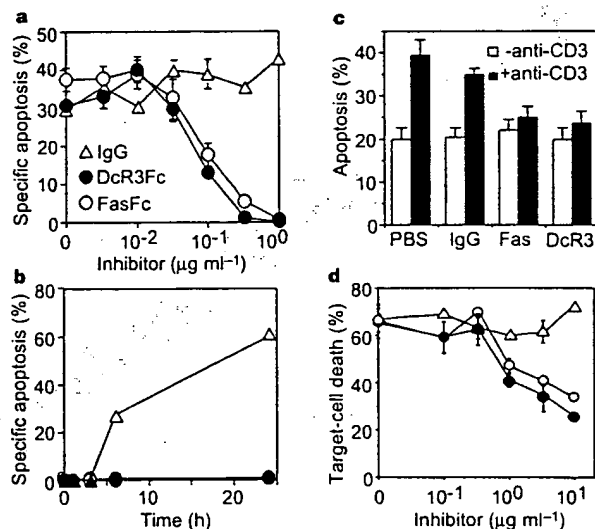 a
Specific apoptosis (%)
50
40
30
20
10
0
IgG
DcR3Fc
FasFc
0 10⁻² 10⁻¹ 10⁰
Inhibitor (μg ml⁻¹)
b
Specific apoptosis (%)
80
60
40
20
0
0 10 20
Time (h)
c
Apoptosis (%)
40
30
20
10
0
-anti-CD3
+anti-CD3
PBS IgG Fas DcR3
d
Target-cell death (%)
80
60
40
20
0
0 10⁻¹ 10⁰ 10¹
Inhibitor (μg ml⁻¹)